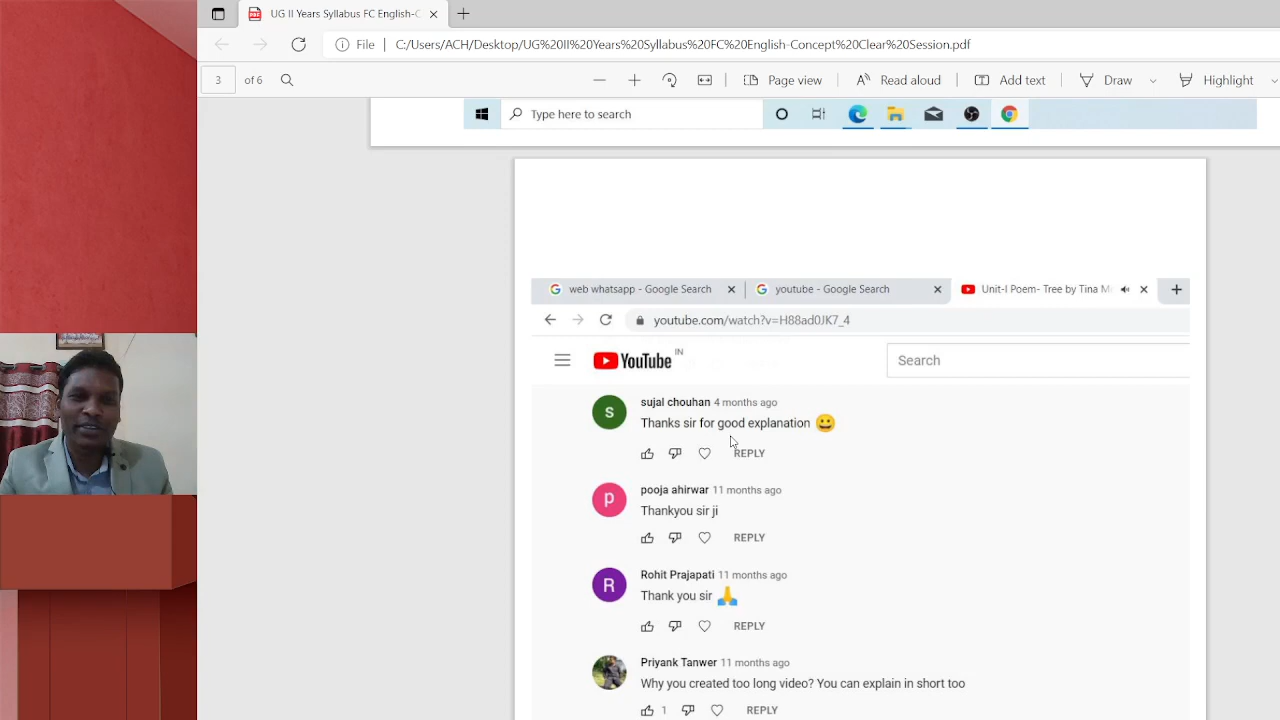 UG II Years Syllabus FC English-C
File
C:/Users/ACH/Desktop/UG%20II%20Years%20Syllabus%20FC%20English-Concept%20Clear%20Session.pdf
3 of 6
Page view
Read aloud
Add text
Draw
Highlight
Type here to search
web whatsapp - Google Search
youtube - Google Search
Unit-I Poem- Tree by Tina M
youtube.com/watch?v=H88ad0JK7_4
YouTube IN
Search
s
sujal chouhan 4 months ago
Thanks sir for good explanation 😀
REPLY
p
pooja ahirwar 11 months ago
Thankyou sir ji
REPLY
R
Rohit Prajapati 11 months ago
Thank you sir 🙏
REPLY
Priyank Tanwer 11 months ago
Why you created too long video? You can explain in short too
1 REPLY